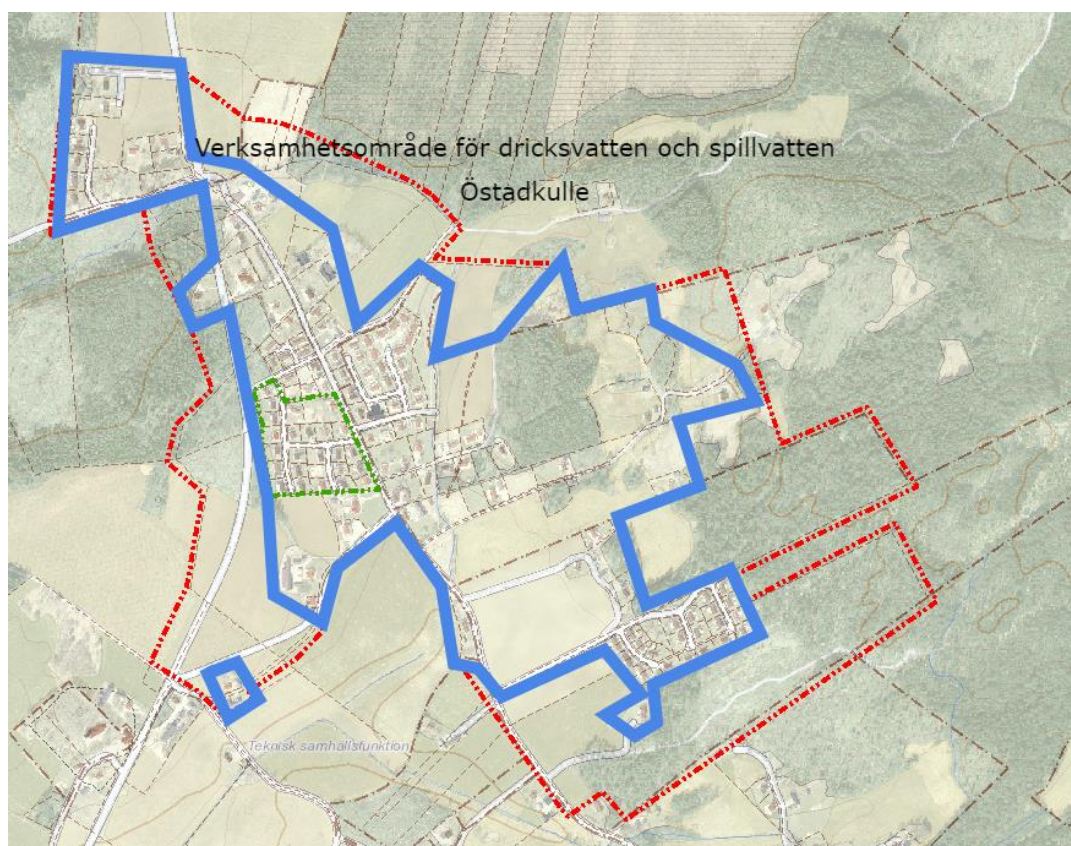 Verksamhetsområde för dricksvatten och spillvatten
Östadkulle
Teknisk samhällsfunktion